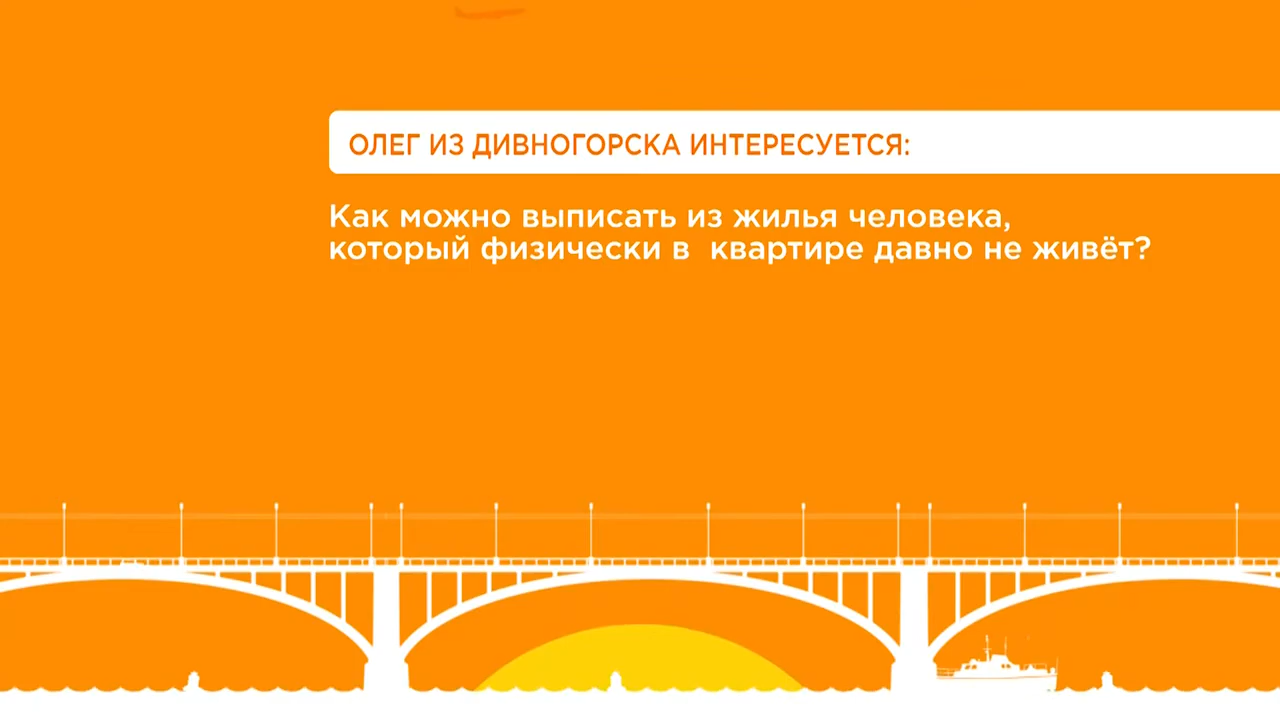 ОЛЕГ ИЗ ДИВНОГОРСКА ИНТЕРЕСУЕТСЯ:
Как можно выписать из жилья человека,
который физически в  квартире давно не живёт?